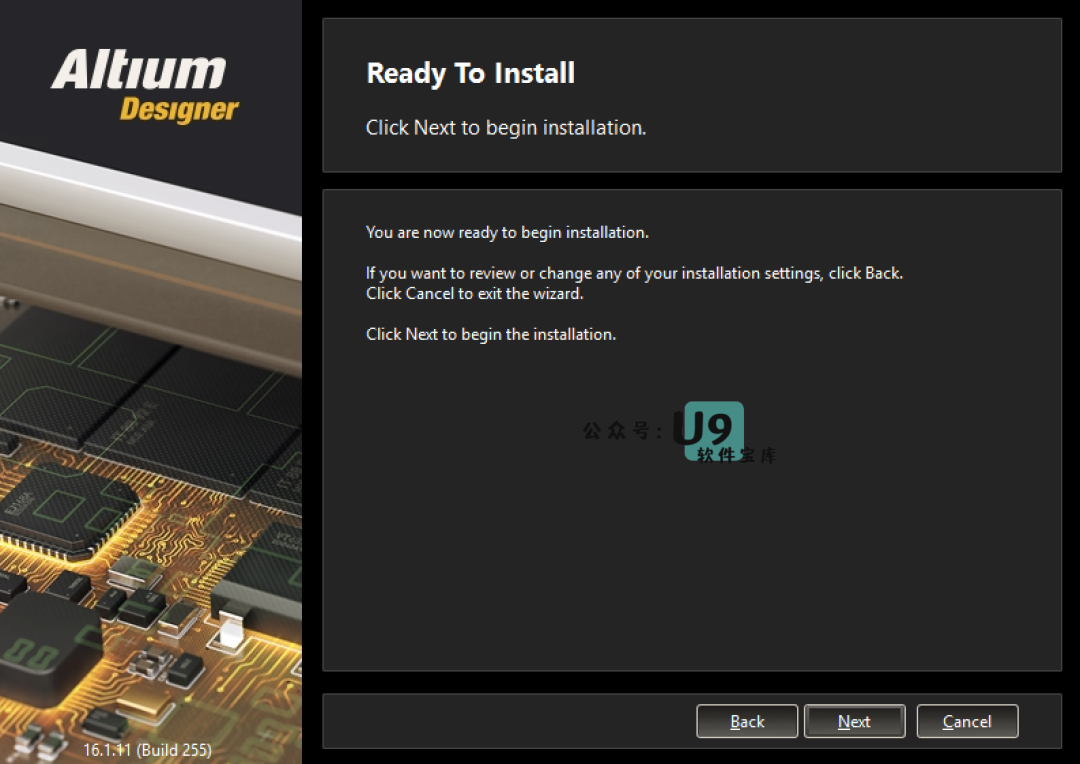 Altium
Designer
Ready To Install
Click Next to begin installation.
You are now ready to begin installation.
If you want to review or change any of your installation settings, click Back.
Click Cancel to exit the wizard.
Click Next to begin the installation.
公众号：U9
软件宝库
Back
Next
Cancel
16.1.11 (Build 255)